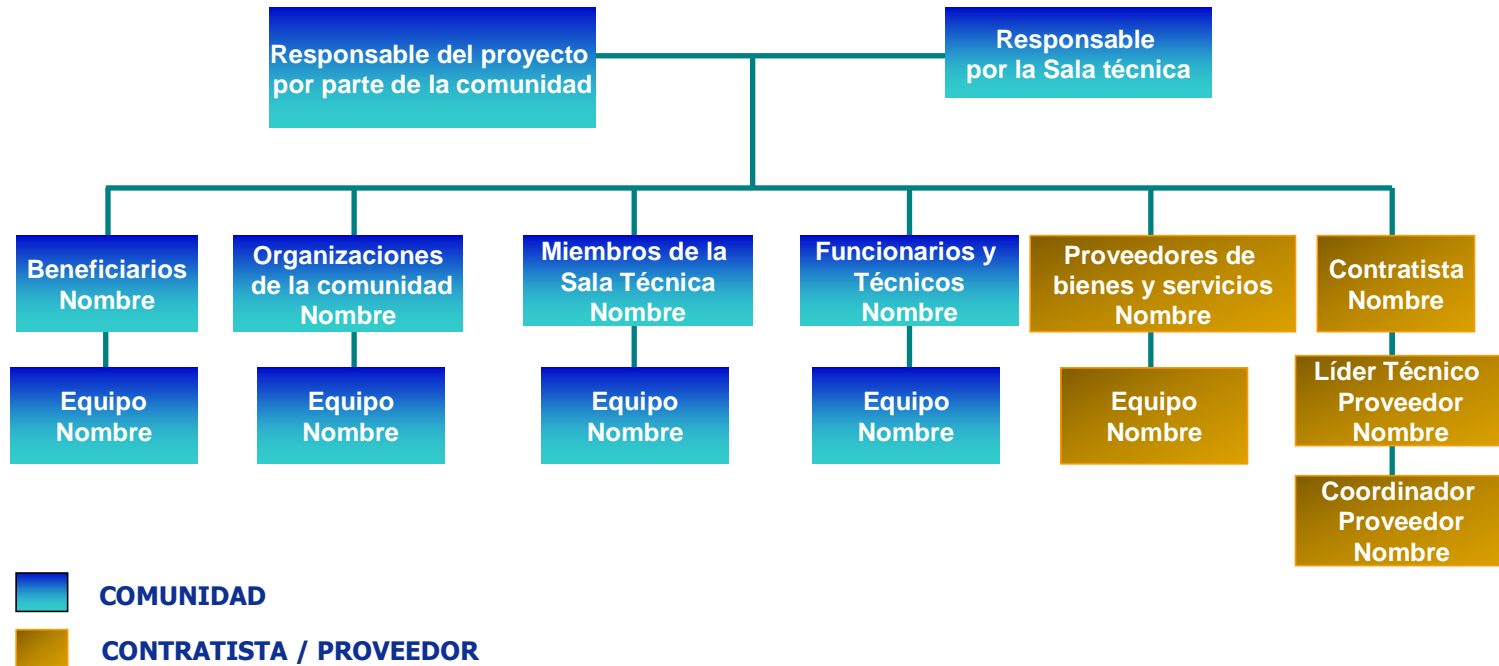 Responsable del proyecto
por parte de la comunidad
Responsable
por la Sala técnica
Beneficiarios
Nombre
Organizaciones
de la comunidad
Nombre
Miembros de la
Sala Técnica
Nombre
Funcionarios y
Técnicos
Nombre
Proveedores de
bienes y servicios
Nombre
Contratista
Nombre
Equipo
Nombre
Equipo
Nombre
Equipo
Nombre
Equipo
Nombre
Equipo
Nombre
Líder Técnico
Proveedor
Nombre
Coordinador
Proveedor
Nombre
COMUNIDAD
CONTRATISTA / PROVEEDOR